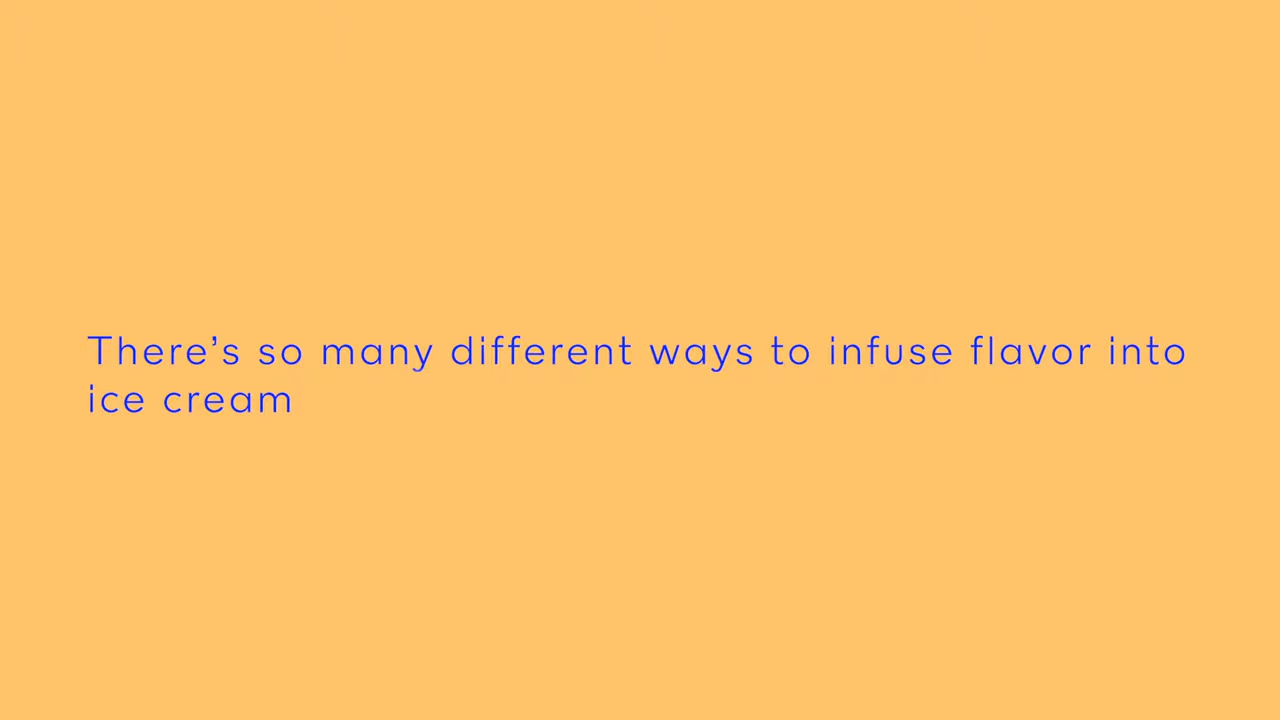 There’s so many different ways to infuse flavor into
ice cream